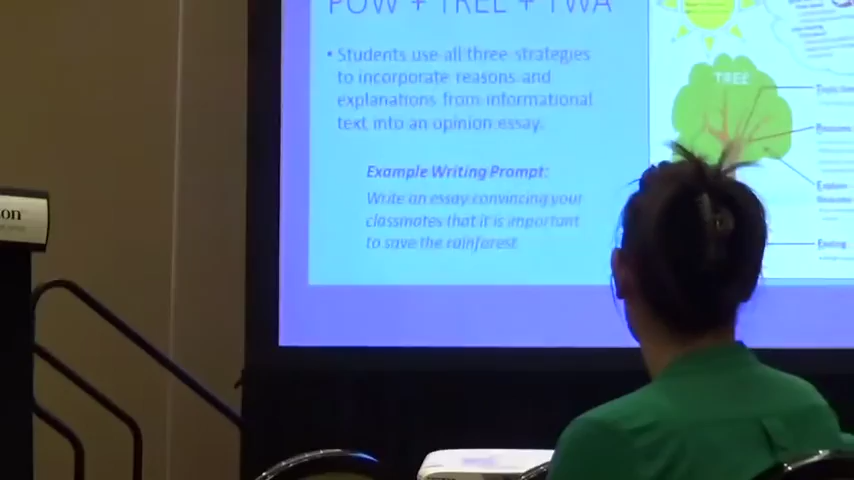 POW + TREE + TWA
• Students use all three strategies
to incorporate reasons and
explanations from informational
text into an opinion essay.
Example Writing Prompt:
Write an essay convincing your
classmates that it is important
to save the rainforest
TREE
Reasons
Ending